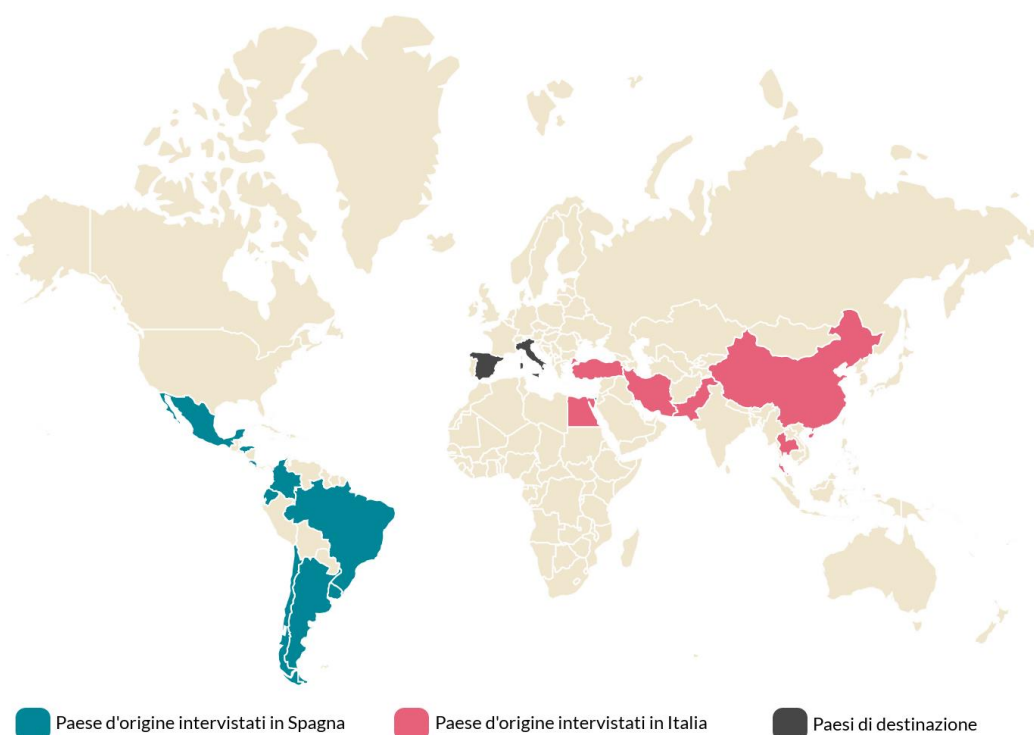 Paese d'origine intervistati in Spagna
Paese d'origine intervistati in Italia
Paesi di destinazione